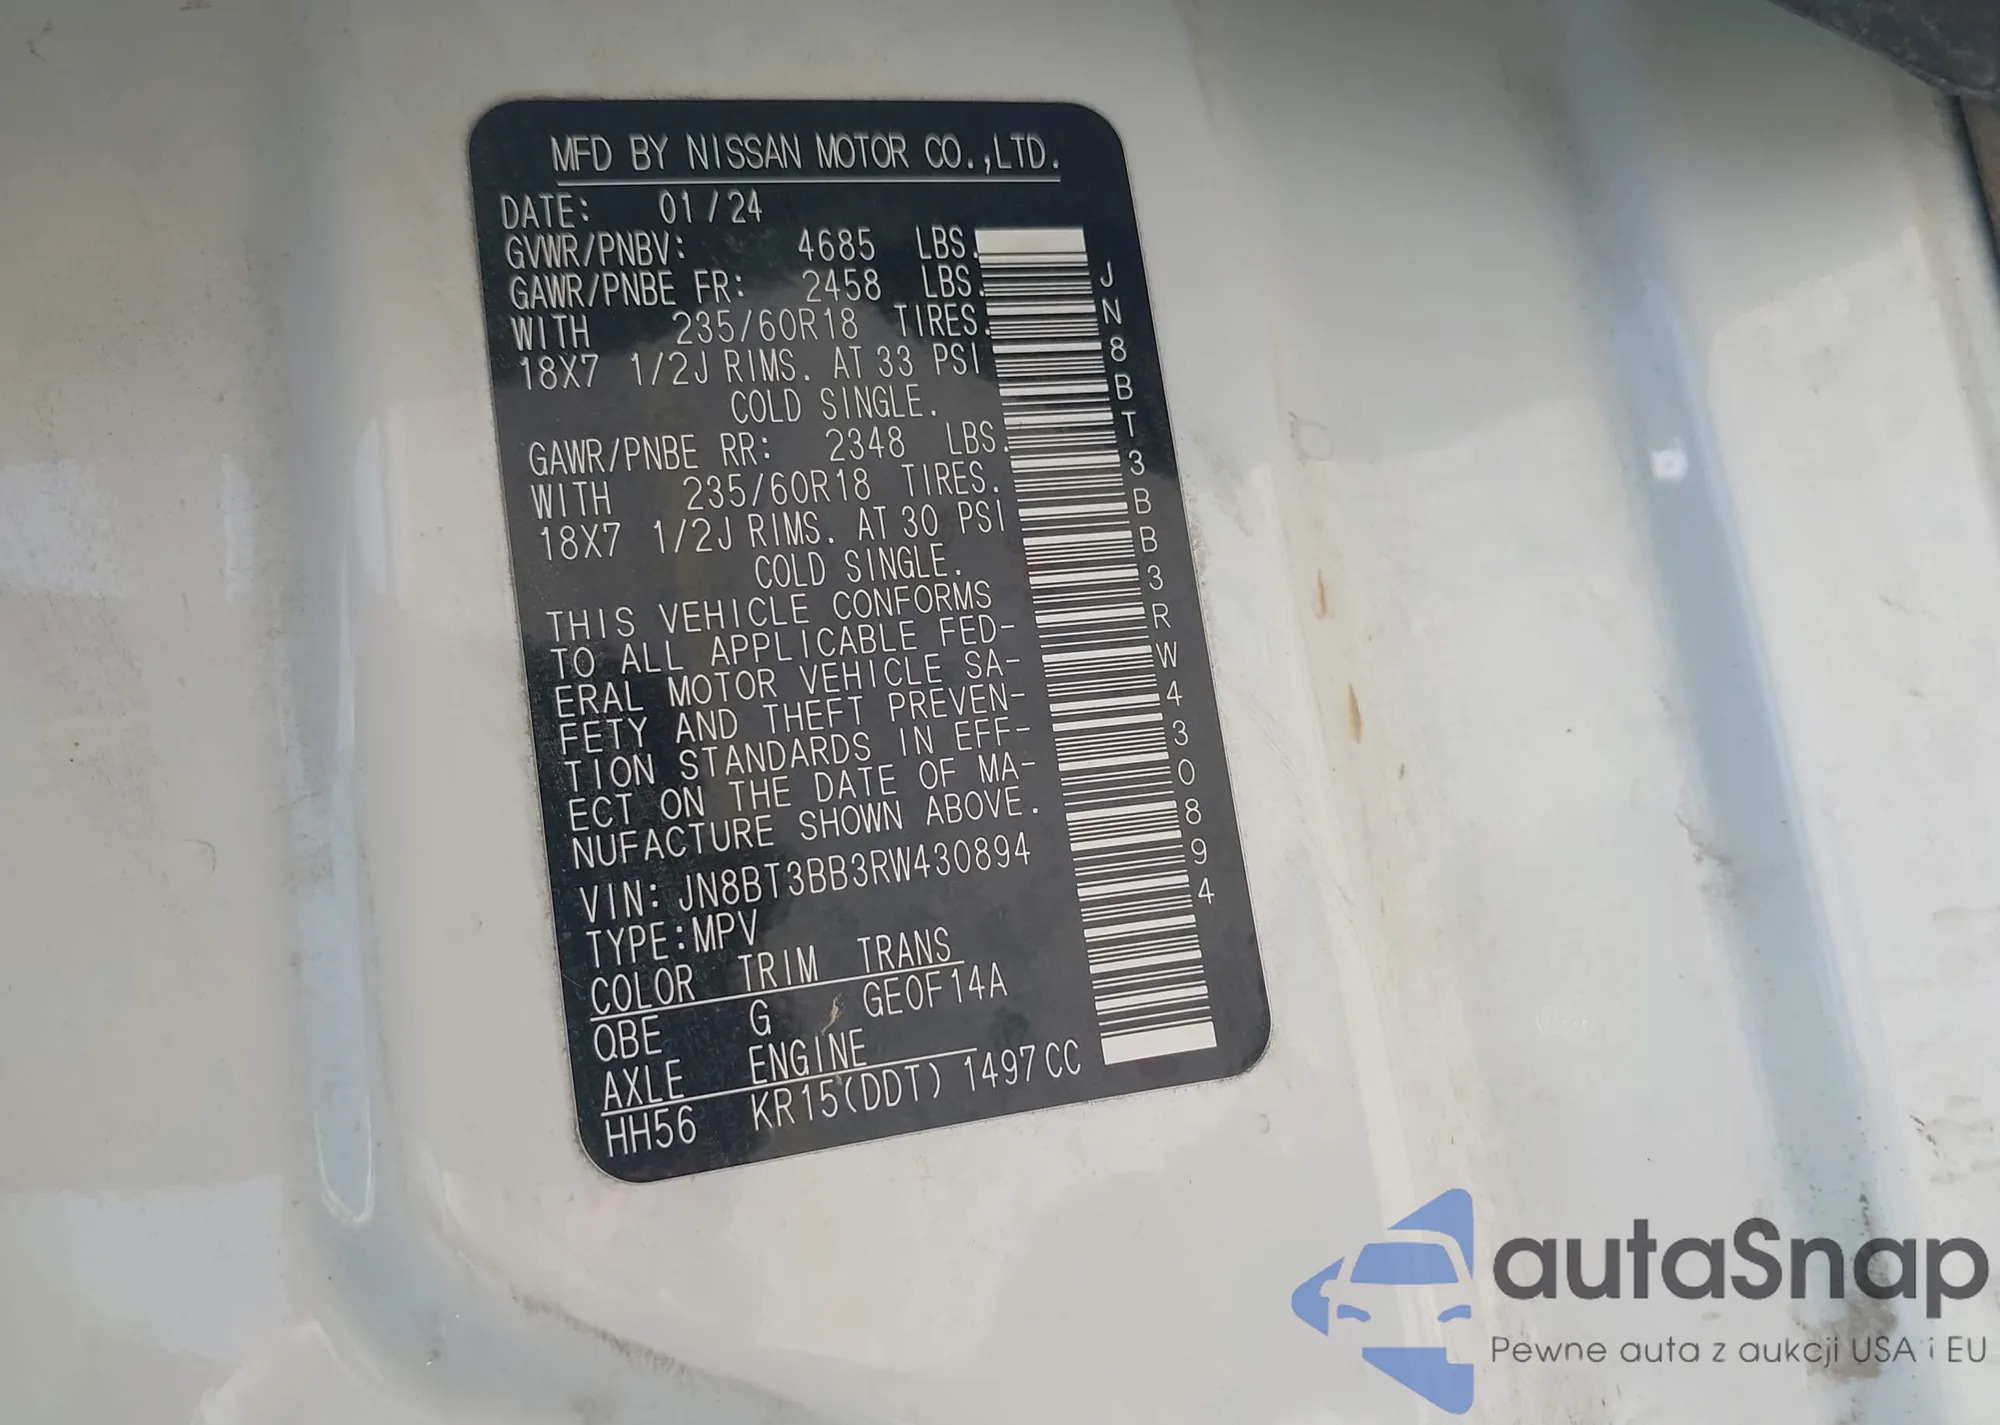 MFD BY NISSAN MOTOR CO.,LTD.
DATE: 01/24
GVWR/PNBV: 4685 LBS.
GAWR/PNBE FR: 2458 LBS.
WITH 235/60R18 TIRES.
18X7 1/2J RIMS. AT 33 PSI
COLD SINGLE.
GAWR/PNBE RR: 2348 LBS.
WITH 235/60R18 TIRES.
18X7 1/2J RIMS. AT 30 PSI
COLD SINGLE.
THIS VEHICLE CONFORMS
TO ALL APPLICABLE FED-
ERAL MOTOR VEHICLE SA-
FETY AND THEFT PREVEN-
TION STANDARDS IN EFF-
ECT ON THE DATE OF MA-
NUFACTURE SHOWN ABOVE.
VIN: JN8BT3BB3RW430894
TYPE:MPV
COLOR TRIM TRANS
QBE G GE0F14A
AXLE ENGINE
HH56 KR15(DDT) 1497CC
JN8BT3BB3RW430894
autaSnap
Pewne auta z aukcji USA i EU